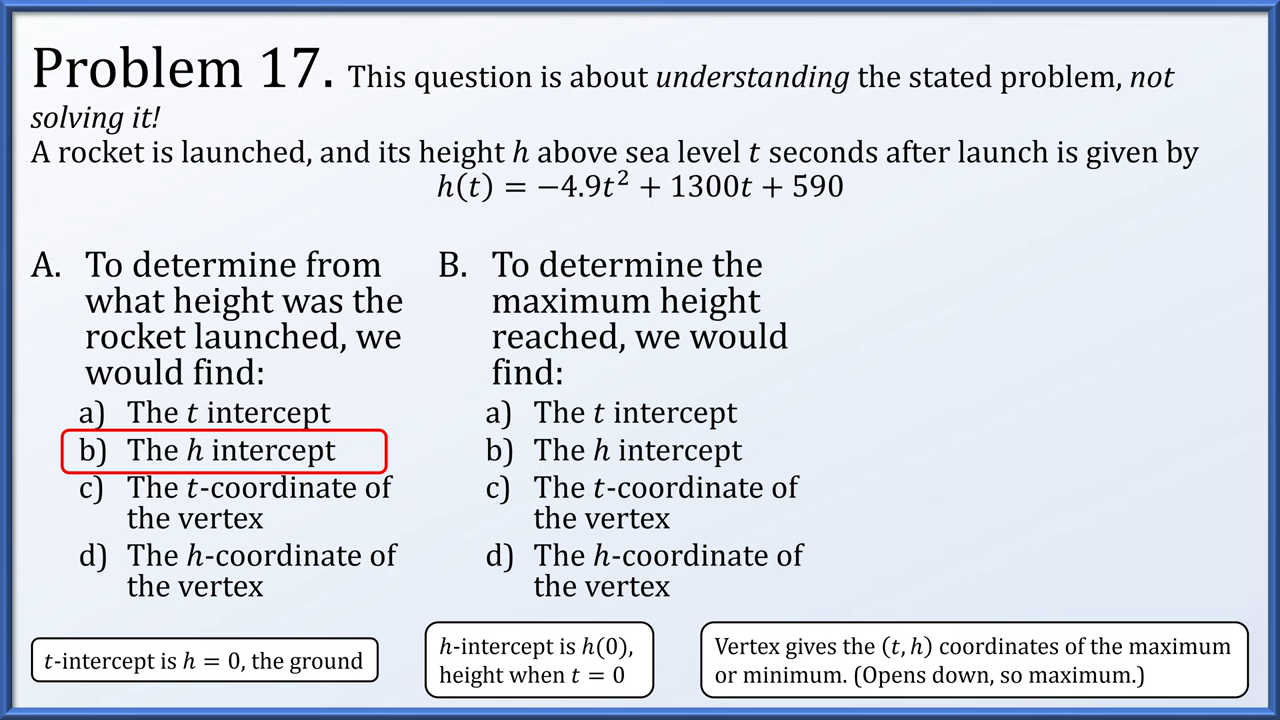 Problem 17. This question is about understanding the stated problem, not
solving it!
A rocket is launched, and its height h above sea level t seconds after launch is given by
h(t) = −4.9t² + 1300t + 590
A. To determine from
what height was the
rocket launched, we
would find:
a) The t intercept
b) The h intercept
c) The t-coordinate of
the vertex
d) The h-coordinate of
the vertex
B. To determine the
maximum height
reached, we would
find:
a) The t intercept
b) The h intercept
c) The t-coordinate of
the vertex
d) The h-coordinate of
the vertex
t-intercept is h = 0, the ground
h-intercept is h(0),
height when t = 0
Vertex gives the (t, h) coordinates of the maximum
or minimum. (Opens down, so maximum.)